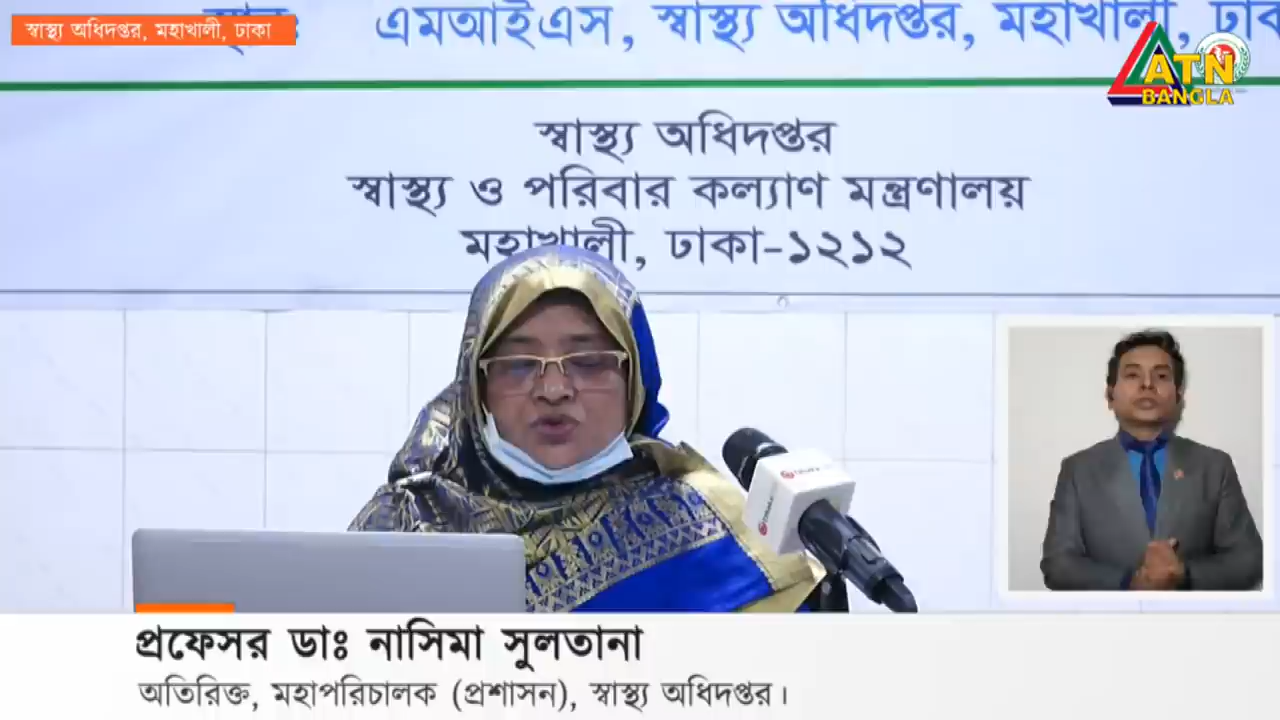 স্বাস্থ্য অধিদপ্তর, মহাখালী, ঢাকা
এমআইএস, স্বাস্থ্য অধিদপ্তর, মহাখালী,
ATN
BANGLA
স্বাস্থ্য অধিদপ্তর
স্বাস্থ্য ও পরিবার কল্যাণ মন্ত্রণালয়
মহাখালী, ঢাকা-১২১২
প্রফেসর ডাঃ নাসিমা সুলতানা
অতিরিক্ত, মহাপরিচালক (প্রশাসন), স্বাস্থ্য অধিদপ্তর।